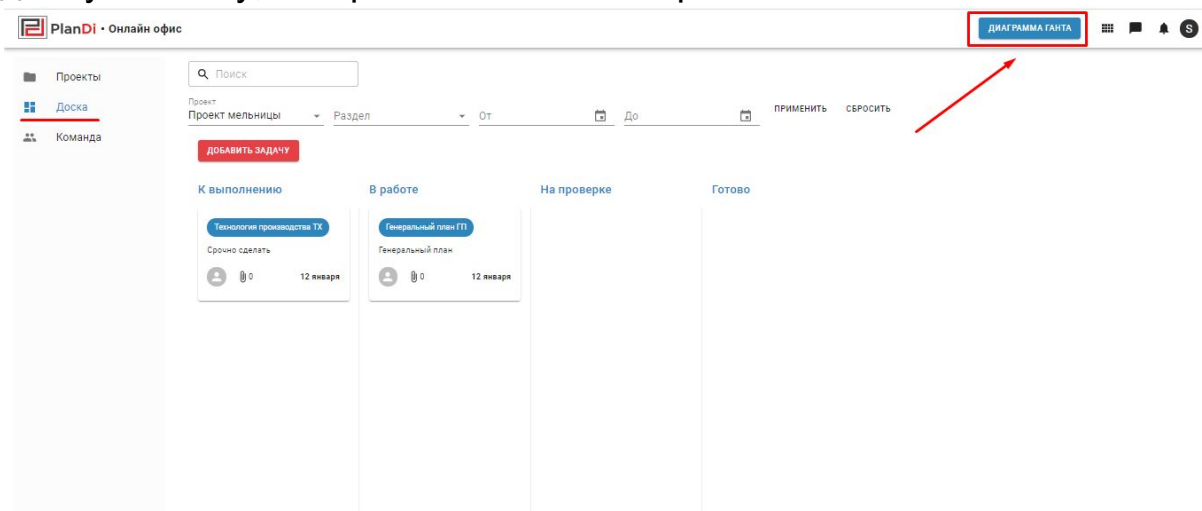 PlanDi • Онлайн офис
ДИАГРАММА ГАНТА
S
Проекты
Доска
Команда
Поиск
Проект
Проект мельницы
Раздел
От
До
ПРИМЕНИТЬ
СБРОСИТЬ
ДОБАВИТЬ ЗАДАЧУ
К выполнению
В работе
На проверке
Готово
Технология производства ТХ
Срочно сделать
0
12 января
Генеральный план ГП
Генеральный план
0
12 января